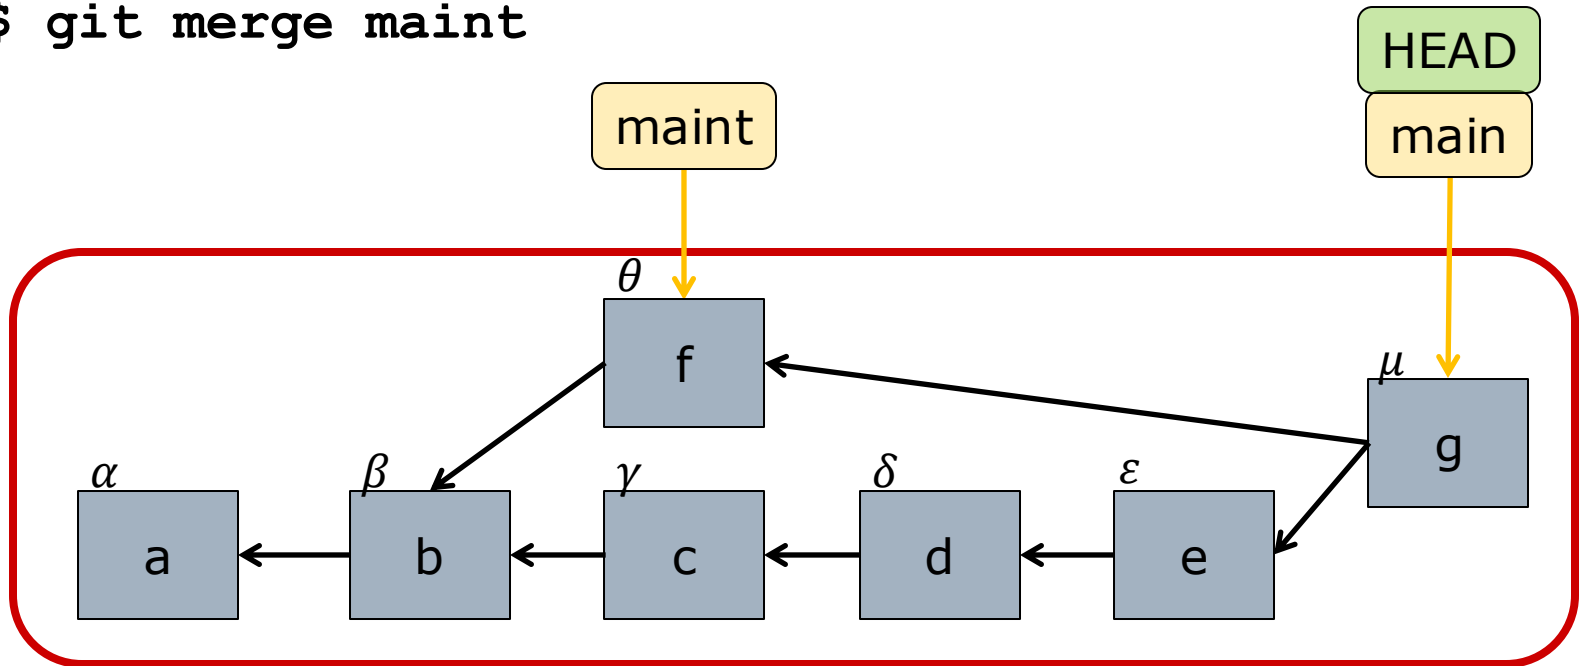 $ git merge maint
HEAD
maint
main
θ
f
μ
g
α
β
γ
δ
ε
a
b
c
d
e